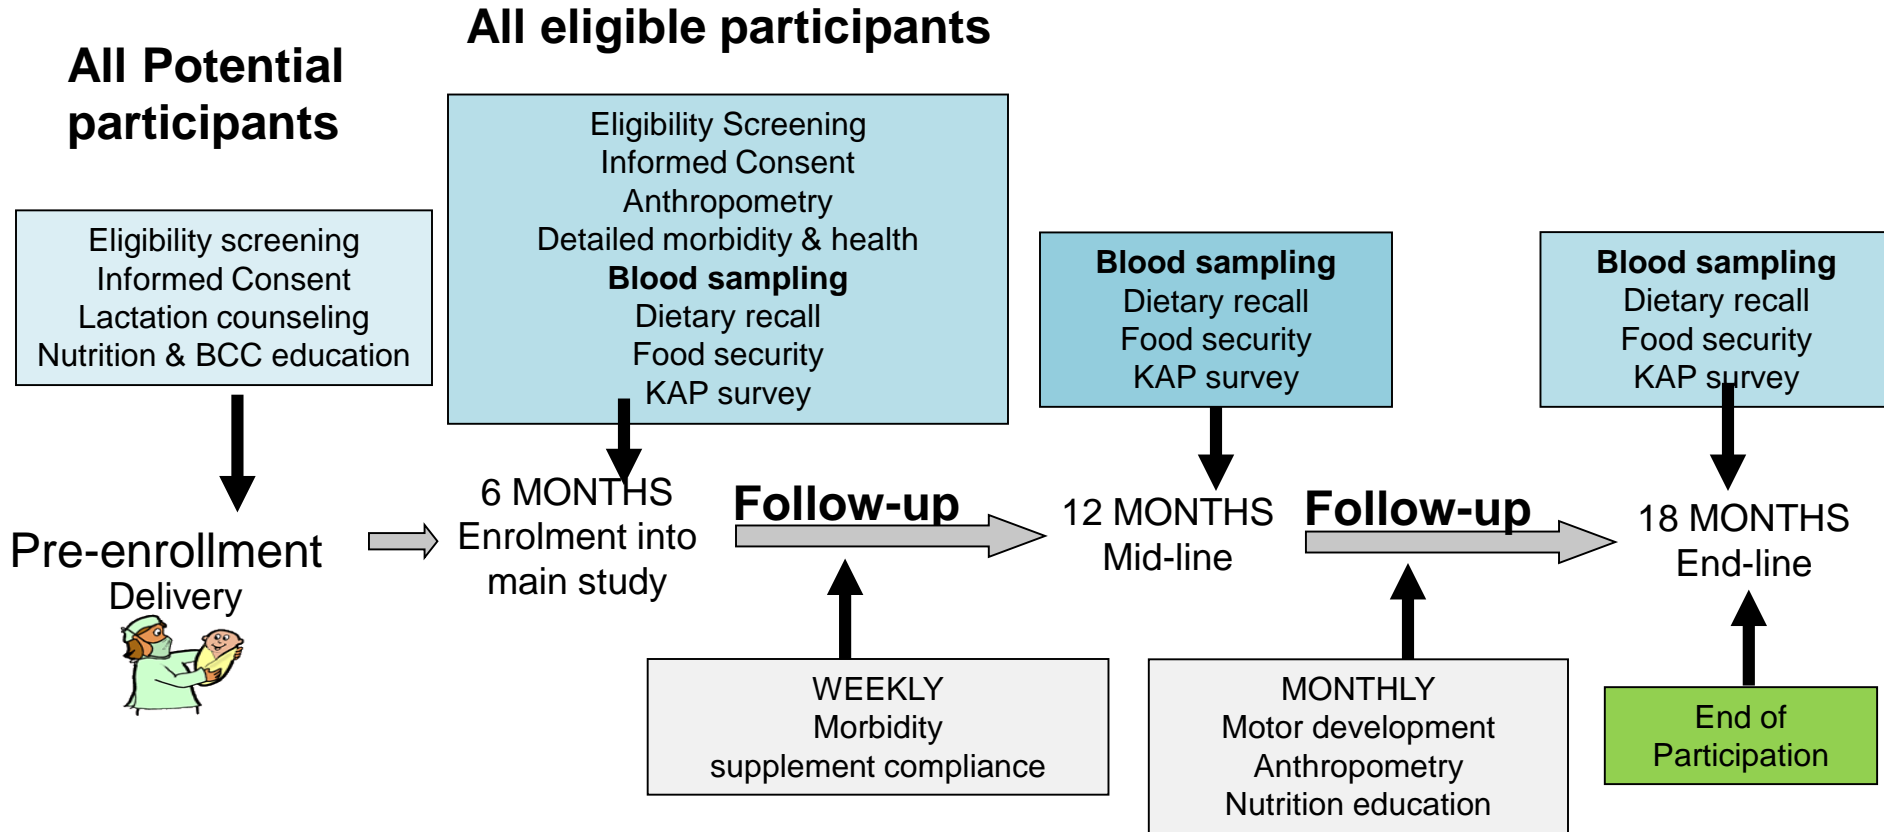 All Potential
participants
All eligible participants
Eligibility screening
Informed Consent
Lactation counseling
Nutrition & BCC education
Eligibility Screening
Informed Consent
Anthropometry
Detailed morbidity & health
Blood sampling
Dietary recall
Food security
KAP survey
Blood sampling
Dietary recall
Food security
KAP survey
Blood sampling
Dietary recall
Food security
KAP survey
Pre-enrollment
Delivery
6 MONTHS
Enrolment into
main study
Follow-up
12 MONTHS
Mid-line
Follow-up
18 MONTHS
End-line
WEEKLY
Morbidity
supplement compliance
MONTHLY
Motor development
Anthropometry
Nutrition education
End of
Participation